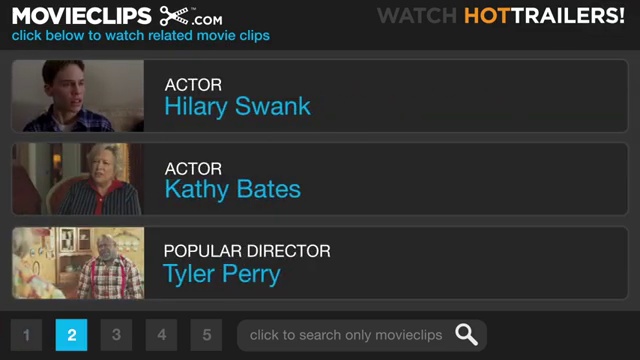 MOVIECLIPS .COM
WATCH HOTTRAILERS!
click below to watch related movie clips
ACTOR
Hilary Swank
ACTOR
Kathy Bates
POPULAR DIRECTOR
Tyler Perry
1 2 3 4 5 click to search only movieclips